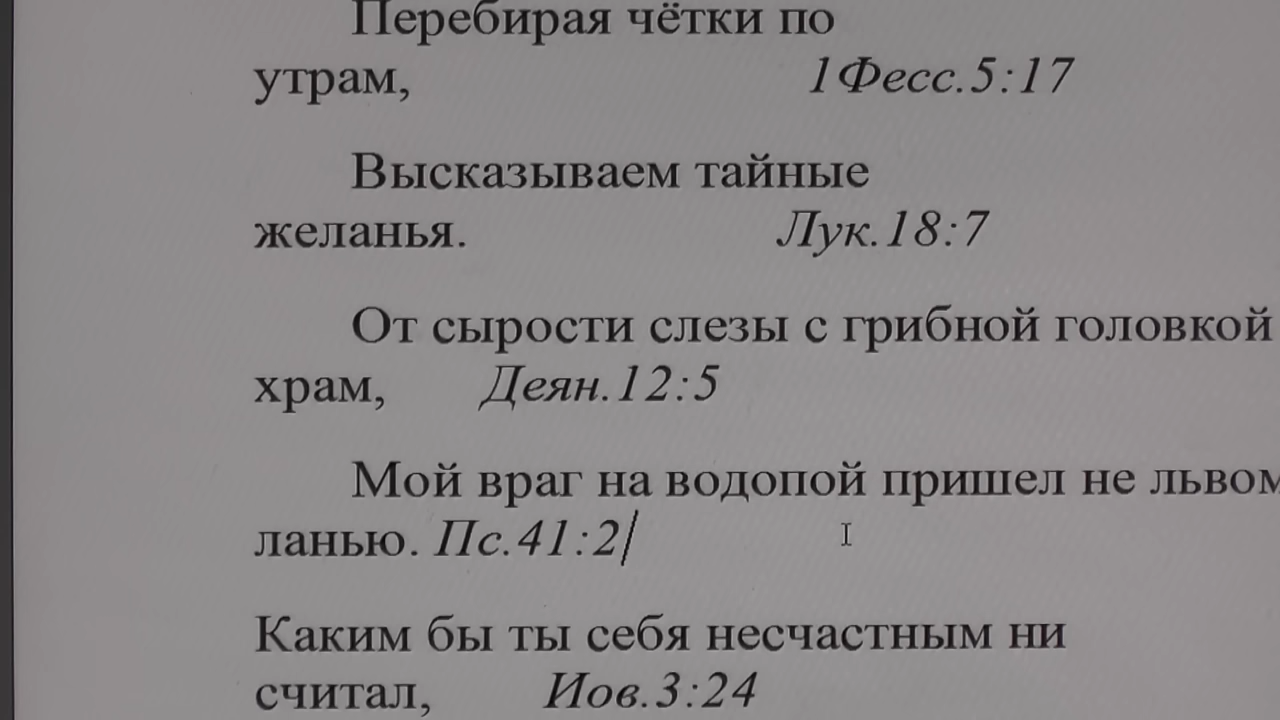 Перебирая чётки по
утрам, 1Фесс.5:17
Высказываем тайные
желанья. Лук.18:7
От сырости слезы с грибной головкой
храм, Деян.12:5
Мой враг на водопой пришел не львом
ланью. Пс.41:2
Каким бы ты себя несчастным ни
считал, Иов.3:24